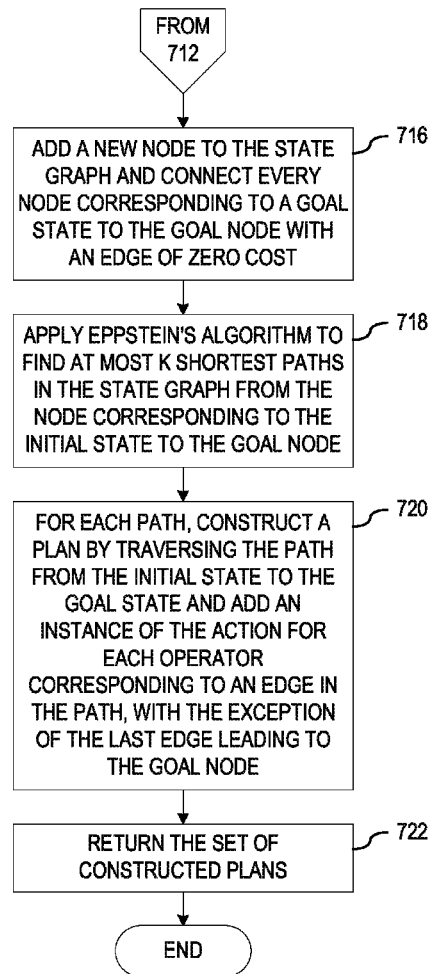 FROM
712
716
ADD A NEW NODE TO THE STATE
GRAPH AND CONNECT EVERY
NODE CORRESPONDING TO A GOAL
STATE TO THE GOAL NODE WITH
AN EDGE OF ZERO COST
718
APPLY EPPSTEIN'S ALGORITHM TO
FIND AT MOST K SHORTEST PATHS
IN THE STATE GRAPH FROM THE
NODE CORRESPONDING TO THE
INITIAL STATE TO THE GOAL NODE
720
FOR EACH PATH, CONSTRUCT A
PLAN BY TRAVERSING THE PATH
FROM THE INITIAL STATE TO THE
GOAL STATE AND ADD AN
INSTANCE OF THE ACTION FOR
EACH OPERATOR
CORRESPONDING TO AN EDGE IN
THE PATH, WITH THE EXCEPTION
OF THE LAST EDGE LEADING TO
THE GOAL NODE
722
RETURN THE SET OF
CONSTRUCTED PLANS
END